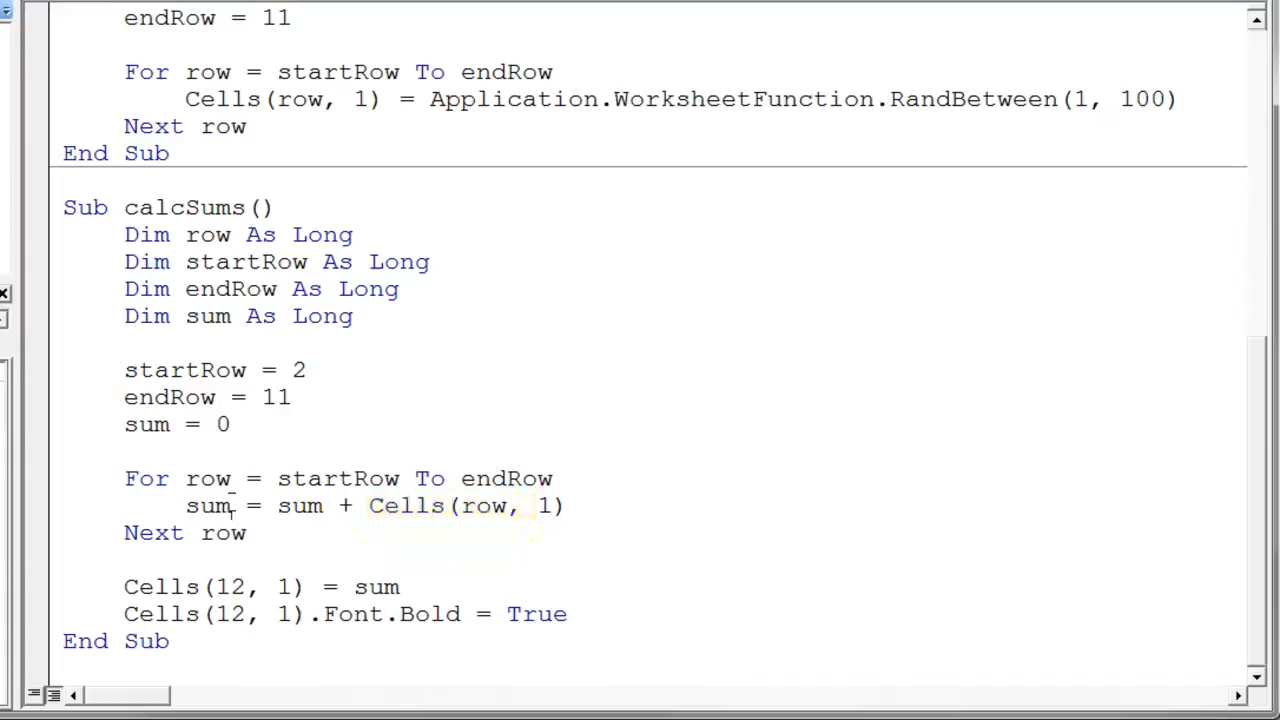 endRow = 11
For row = startRow To endRow
Cells(row, 1) = Application.WorksheetFunction.RandBetween(1, 100)
Next row
End Sub
Sub calcSums()
Dim row As Long
Dim startRow As Long
Dim endRow As Long
Dim sum As Long
startRow = 2
endRow = 11
sum = 0
For row = startRow To endRow
sum = sum + Cells(row, 1)
Next row
Cells(12, 1) = sum
Cells(12, 1).Font.Bold = True
End Sub